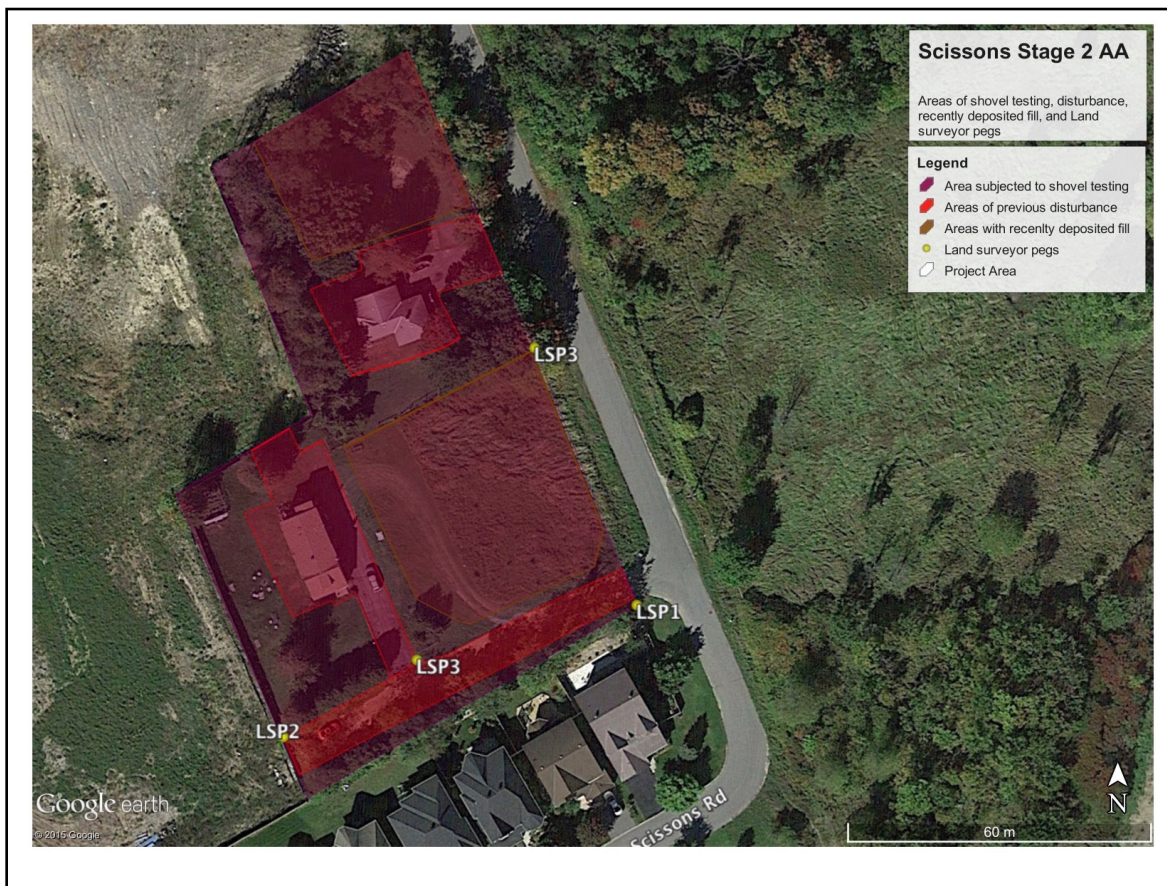 Scissons Stage 2 AA
Areas of shovel testing, disturbance,
recently deposited fill, and Land
surveyor pegs
Legend
Area subjected to shovel testing
Areas of previous disturbance
Areas with recenlty deposited fill
Land surveyor pegs
Project Area
LSP3
LSP1
LSP3
LSP2
Scissons Rd
Google earth
© 2015 Google
N
60 m